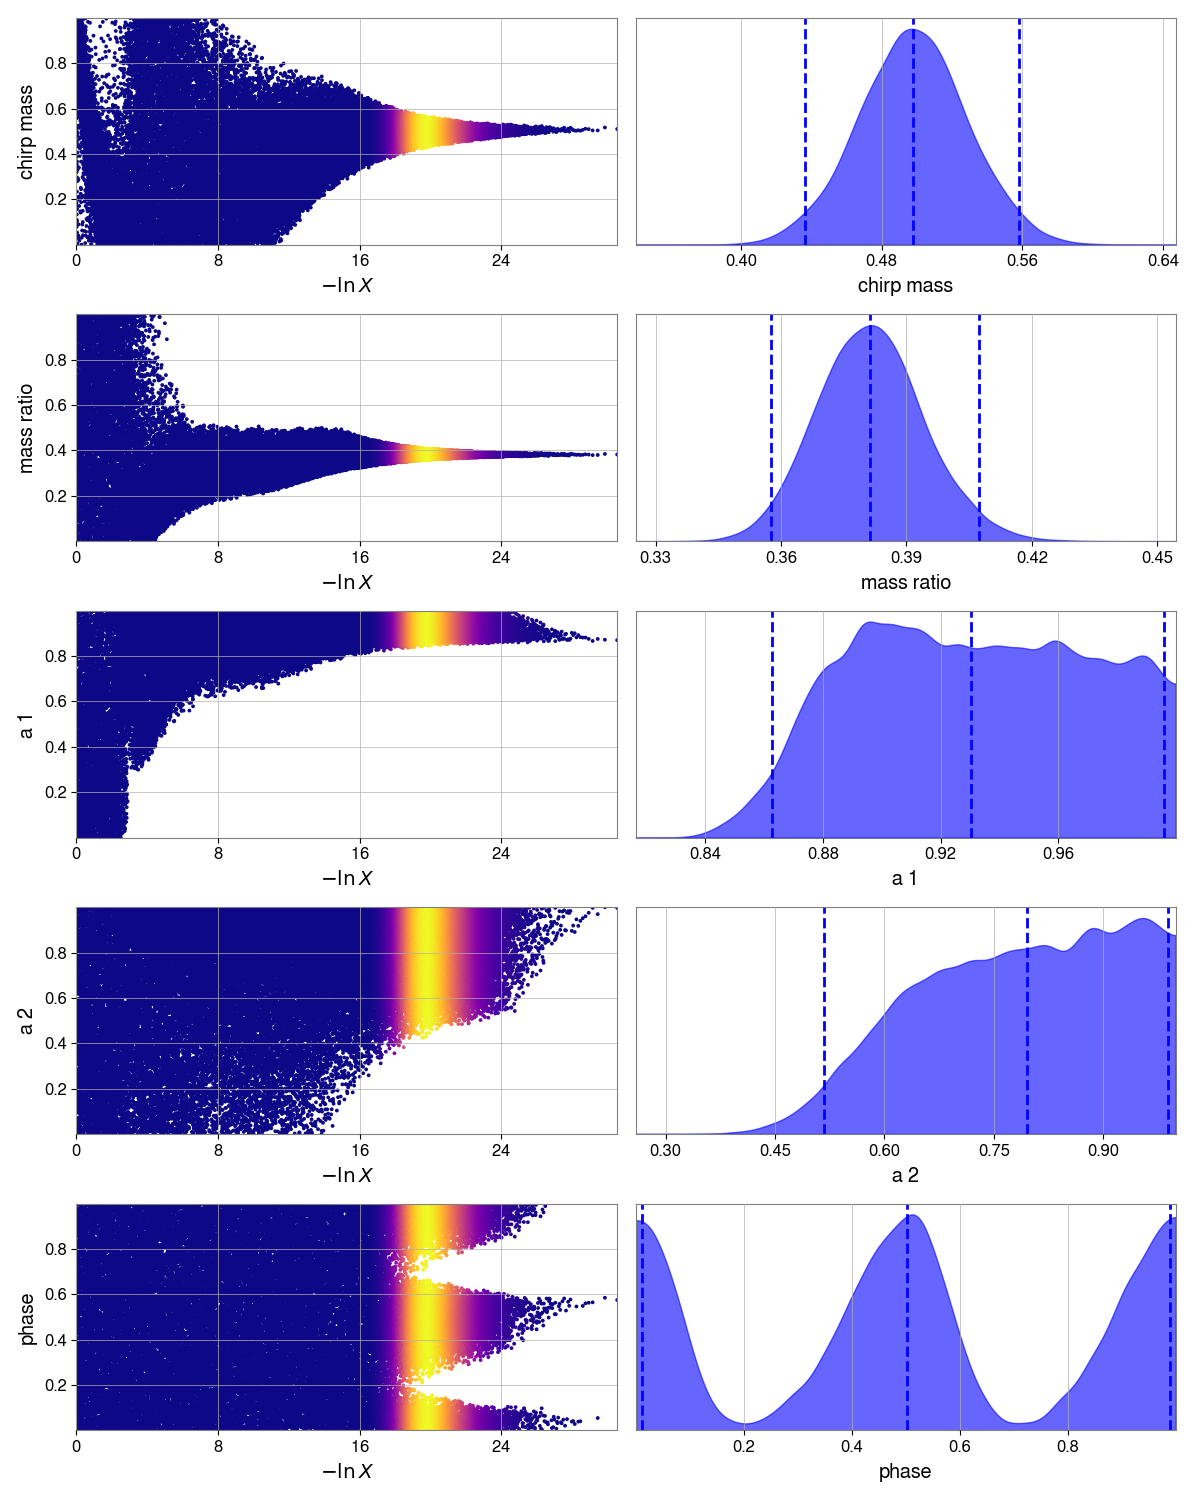 chirp mass
0.8
0.6
0.4
0.2
0 8 16 24
−ln X
0.40 0.48 0.56 0.64
chirp mass
mass ratio
0.8
0.6
0.4
0.2
0 8 16 24
−ln X
0.33 0.36 0.39 0.42 0.45
mass ratio
a 1
0.8
0.6
0.4
0.2
0 8 16 24
−ln X
0.84 0.88 0.92 0.96
a 1
a 2
0.8
0.6
0.4
0.2
0 8 16 24
−ln X
0.30 0.45 0.60 0.75 0.90
a 2
phase
0.8
0.6
0.4
0.2
0 8 16 24
−ln X
0.2 0.4 0.6 0.8
phase